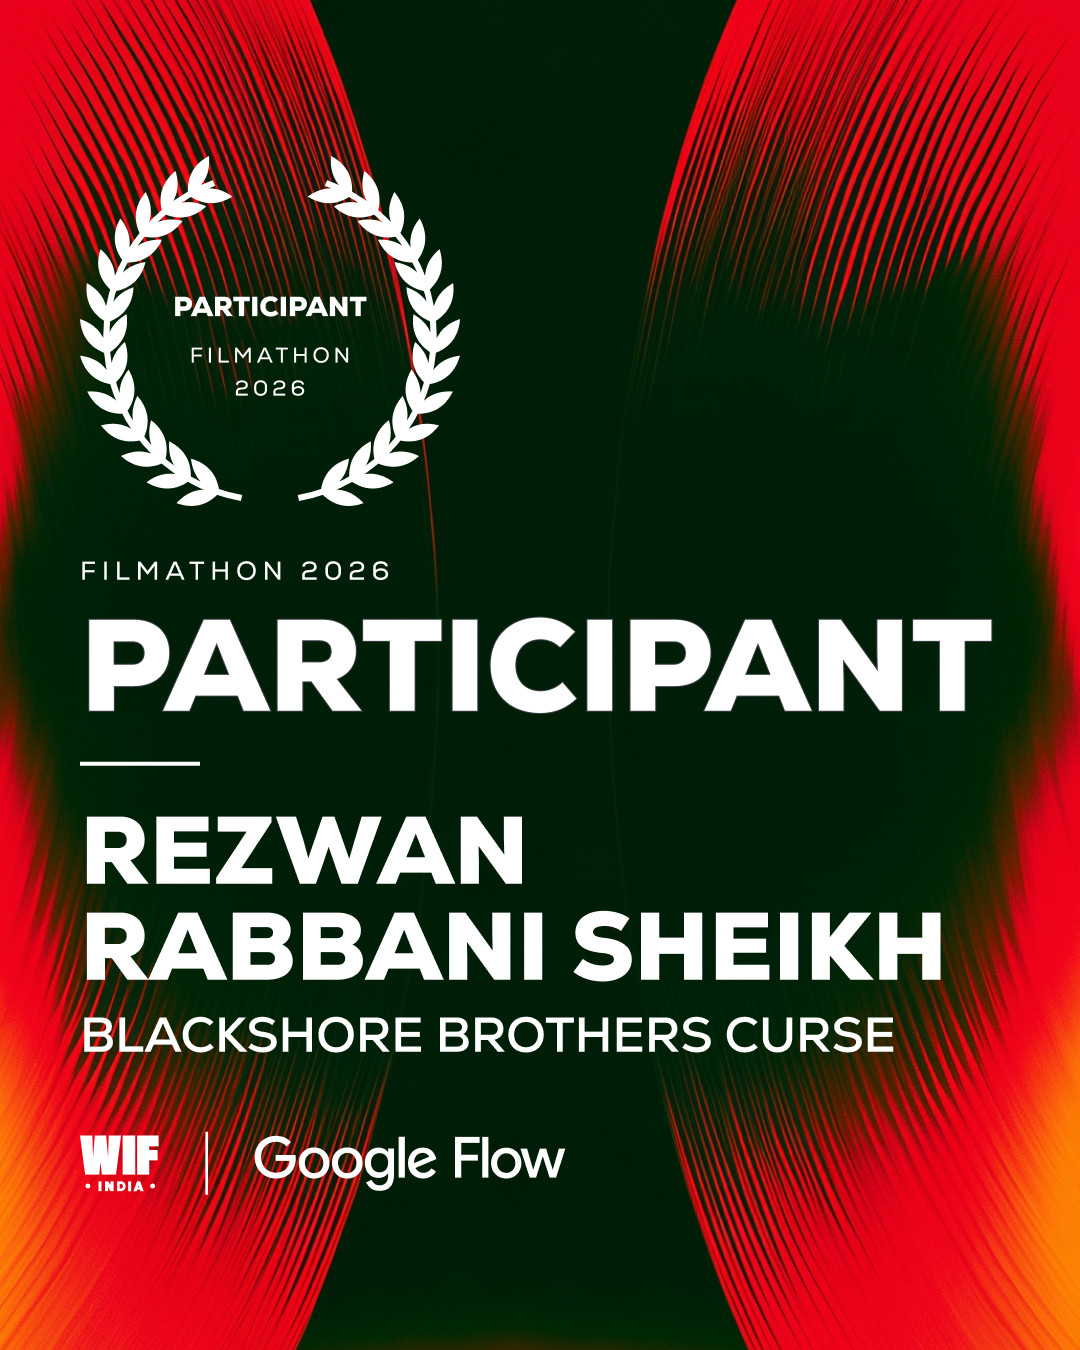 PARTICIPANT
FILMATHON
2026
FILMATHON 2026
PARTICIPANT
REZWAN
RABBANI SHEIKH
BLACKSHORE BROTHERS CURSE
WIF
• INDIA •
Google Flow